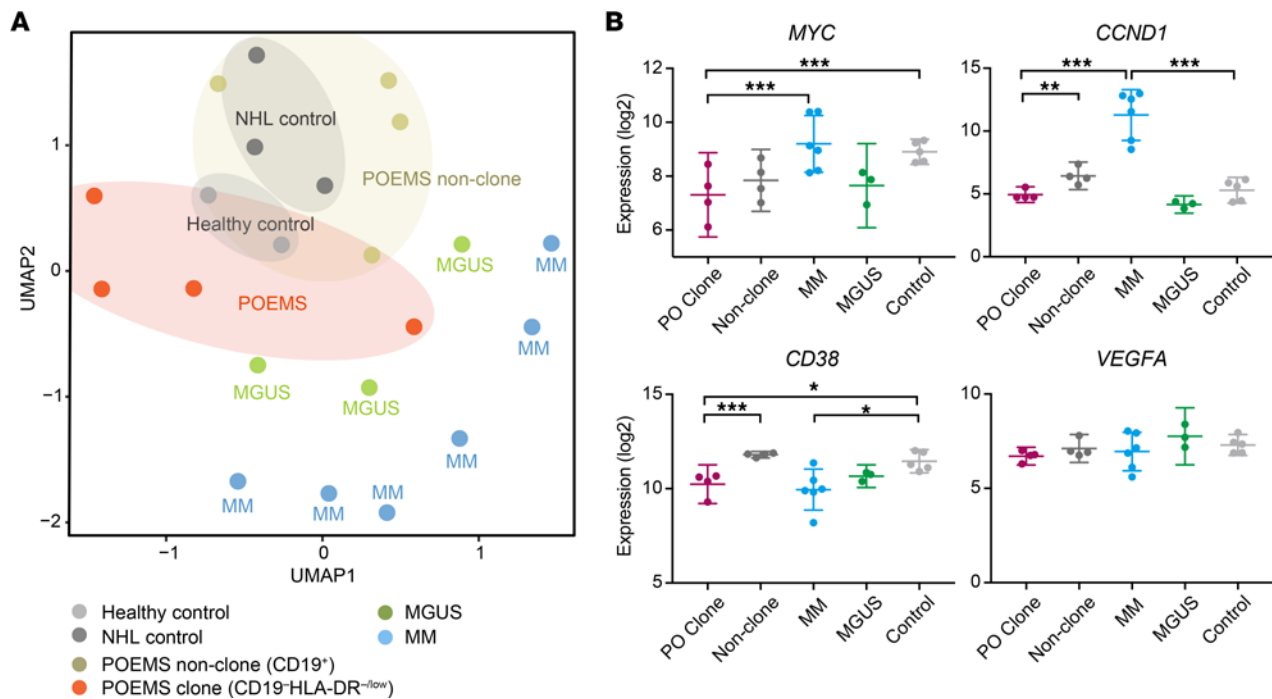 A
UMAP2
1
0
−1
−2
NHL control
POEMS non-clone
Healthy control
MGUS
MM
POEMS
MM
MGUS
MGUS
MM
MM
MM
MM
−1
0
1
UMAP1
Healthy control
NHL control
POEMS non-clone (CD19⁺)
POEMS clone (CD19⁻HLA-DR⁻/ˡᵒʷ)
MGUS
MM
B
MYC
Expression (log2)
12
10
8
6
***
***
PO Clone
Non-clone
MM
MGUS
Control
CCND1
15
10
5
0
***
***
**
PO Clone
Non-clone
MM
MGUS
Control
CD38
Expression (log2)
15
10
5
*
***
*
PO Clone
Non-clone
MM
MGUS
Control
VEGFA
15
10
5
0
PO Clone
Non-clone
MM
MGUS
Control